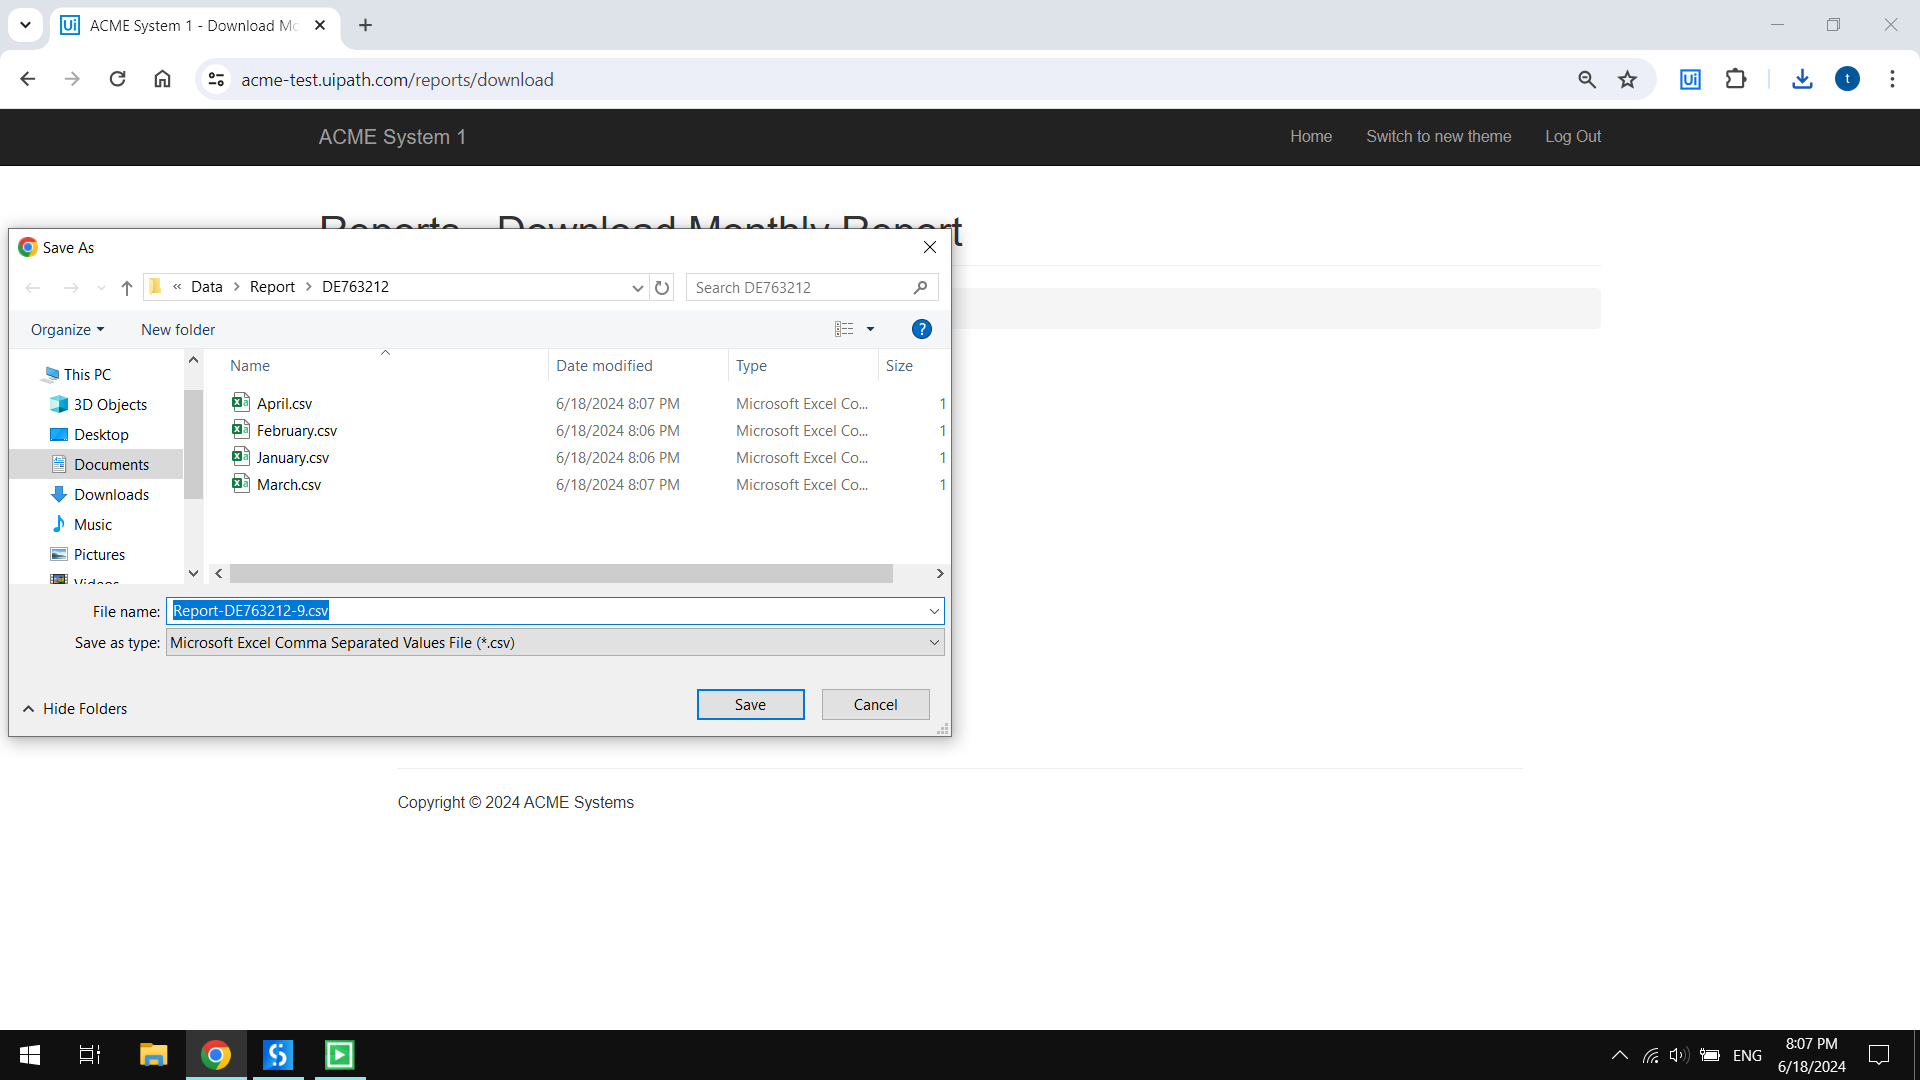 ACME System 1 - Download Mo
acme-test.uipath.com/reports/download
t
ACME System 1
Home
Switch to new theme
Log Out
Reports - Download Monthly Report
Save As
« Data > Report > DE763212
Search DE763212
Organize
New folder
?
This PC
3D Objects
Desktop
Documents
Downloads
Music
Pictures
Videos
Name
Date modified
Type
Size
April.csv 6/18/2024 8:07 PM Microsoft Excel Co... 1
February.csv 6/18/2024 8:06 PM Microsoft Excel Co... 1
January.csv 6/18/2024 8:06 PM Microsoft Excel Co... 1
March.csv 6/18/2024 8:07 PM Microsoft Excel Co... 1
File name: Report-DE763212-9.csv
Save as type: Microsoft Excel Comma Separated Values File (*.csv)
Hide Folders
Save
Cancel
Copyright © 2024 ACME Systems
ENG
8:07 PM
6/18/2024